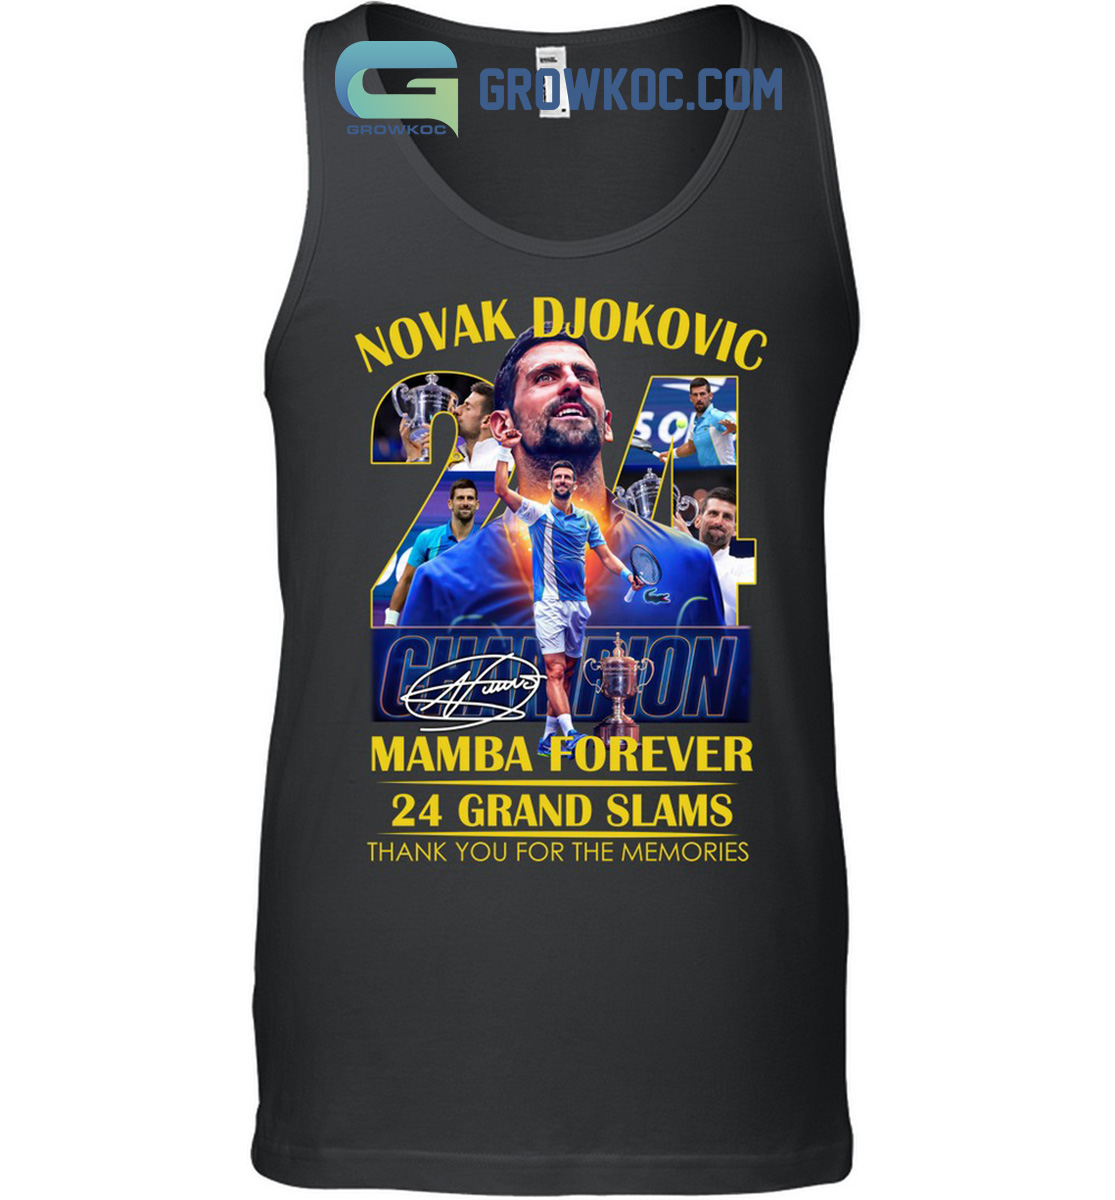 GROWKOC
GROWKOC.COM
NOVAK DJOKOVIC
24
CHAMPION
MAMBA FOREVER
24 GRAND SLAMS
THANK YOU FOR THE MEMORIES